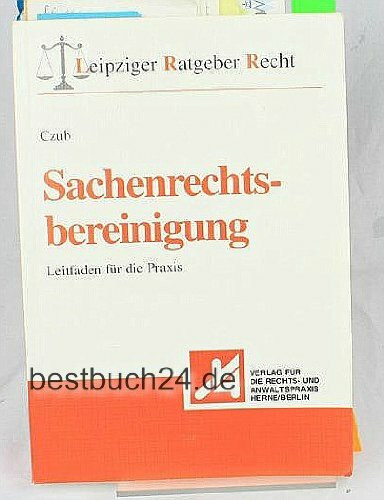 Leipziger Ratgeber Recht
Czub
Sachenrechts-
bereinigung
Leitfaden für die Praxis
bestbuch24.de
VERLAG FÜR
DIE RECHTS- UND
ANWALTSPRAXIS
HERNE/BERLIN